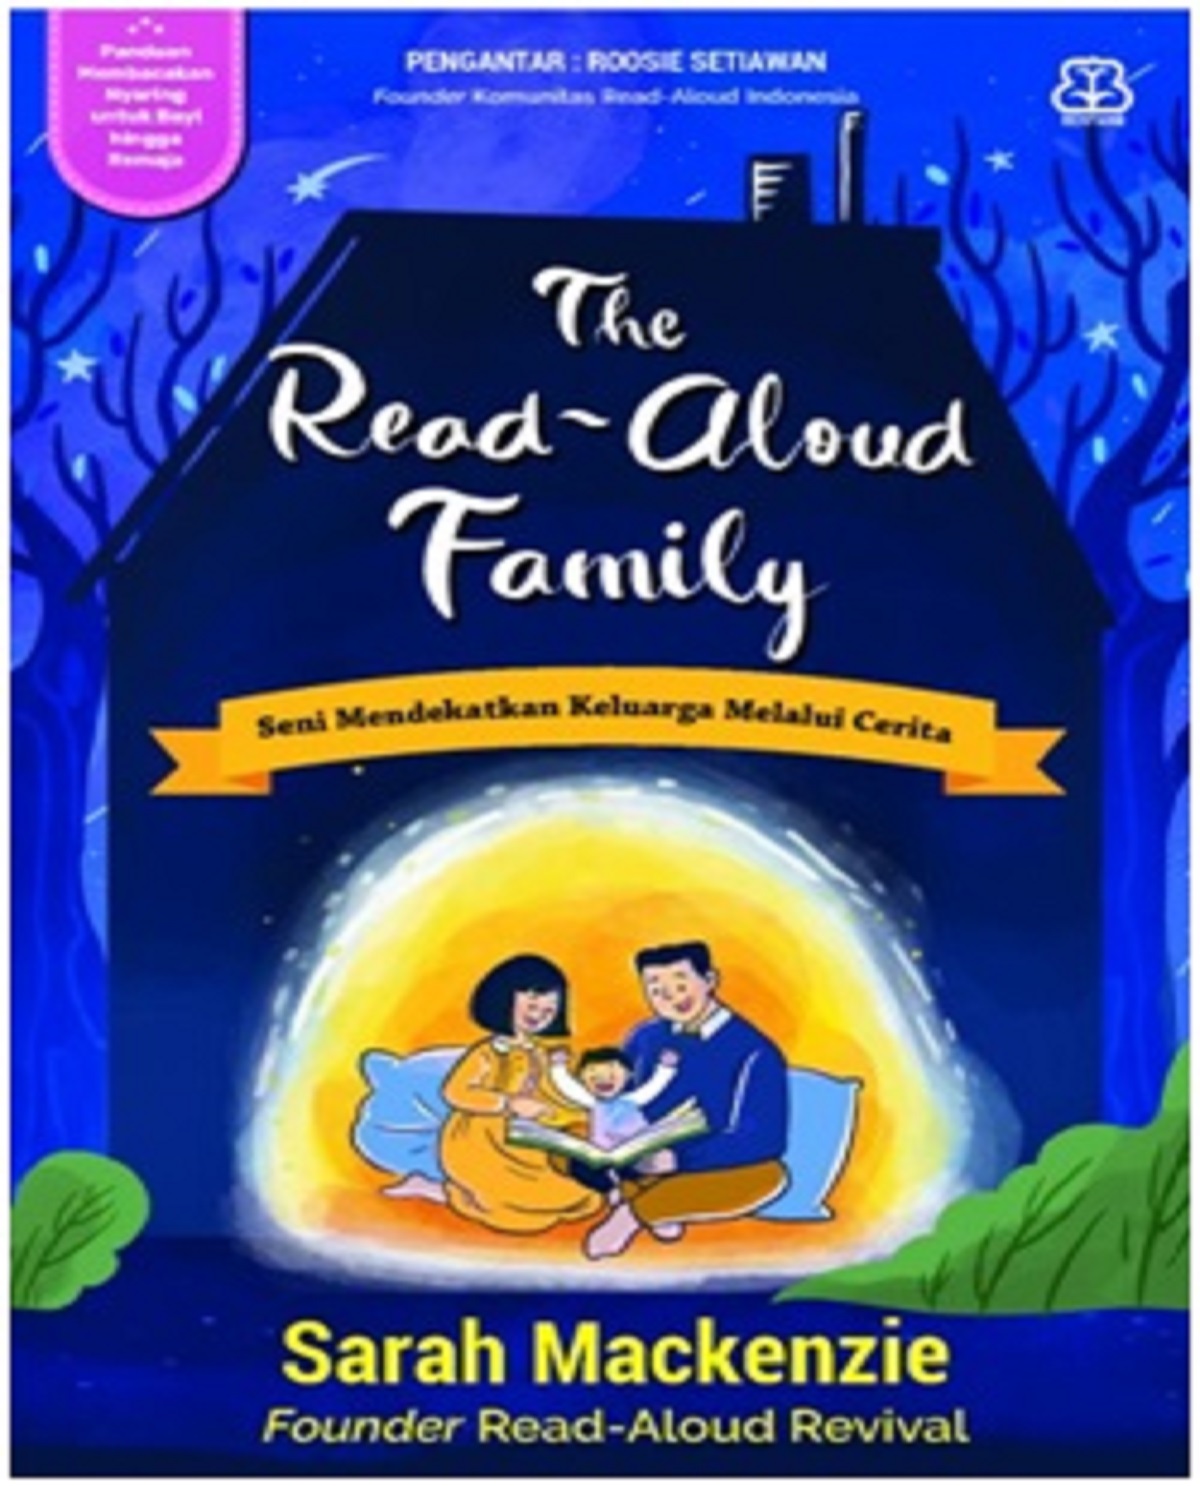 Panduan
Membacakan
Nyaring
untuk Bayi
hingga
Remaja
PENGANTAR : ROOSIE SETIAWAN
Founder Komunitas Read-Aloud Indonesia
The
Read~Aloud
Family
Seni Mendekatkan Keluarga Melalui Cerita
Sarah Mackenzie
Founder Read-Aloud Revival